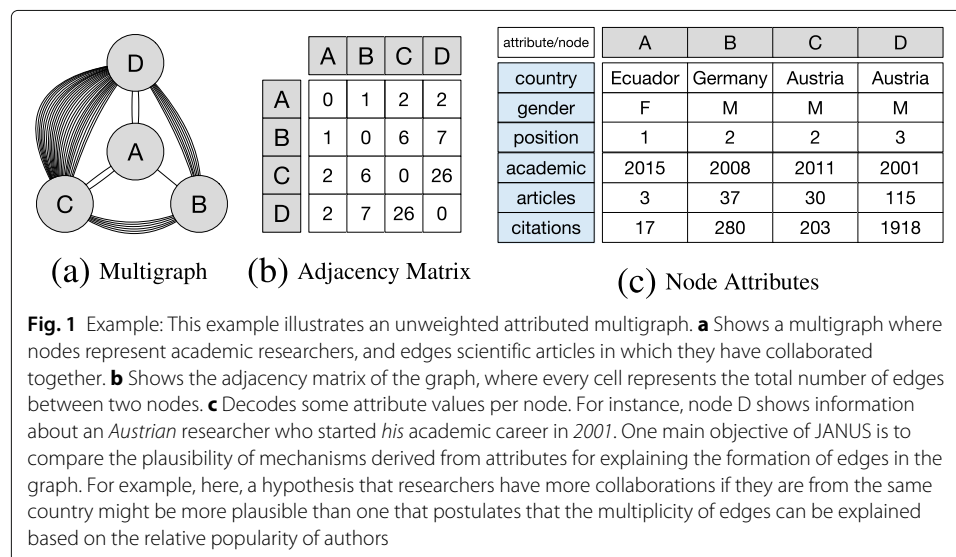 D
A
C
B
(a) Multigraph
A B C D
A 0 1 2 2
B 1 0 6 7
C 2 6 0 26
D 2 7 26 0
(b) Adjacency Matrix
attribute/node A B C D
country Ecuador Germany Austria Austria
gender F M M M
position 1 2 2 3
academic 2015 2008 2011 2001
articles 3 37 30 115
citations 17 280 203 1918
(c) Node Attributes
Fig. 1 Example: This example illustrates an unweighted attributed multigraph. a Shows a multigraph where
nodes represent academic researchers, and edges scientific articles in which they have collaborated
together. b Shows the adjacency matrix of the graph, where every cell represents the total number of edges
between two nodes. c Decodes some attribute values per node. For instance, node D shows information
about an Austrian researcher who started his academic career in 2001. One main objective of JANUS is to
compare the plausibility of mechanisms derived from attributes for explaining the formation of edges in the
graph. For example, here, a hypothesis that researchers have more collaborations if they are from the same
country might be more plausible than one that postulates that the multiplicity of edges can be explained
based on the relative popularity of authors